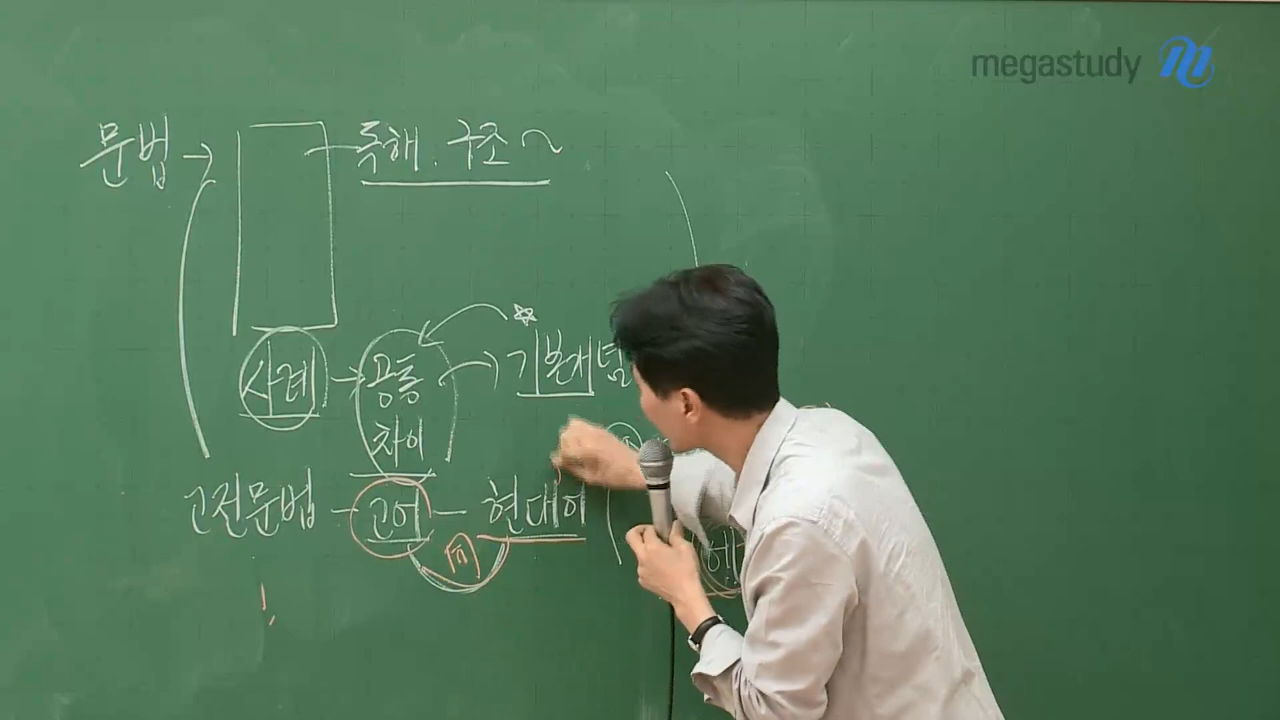 megastudy
문법 → 독해. 구조~
사례 → 공통 → 기본개념
차이
고전문법 - 고어 - 현대어
同